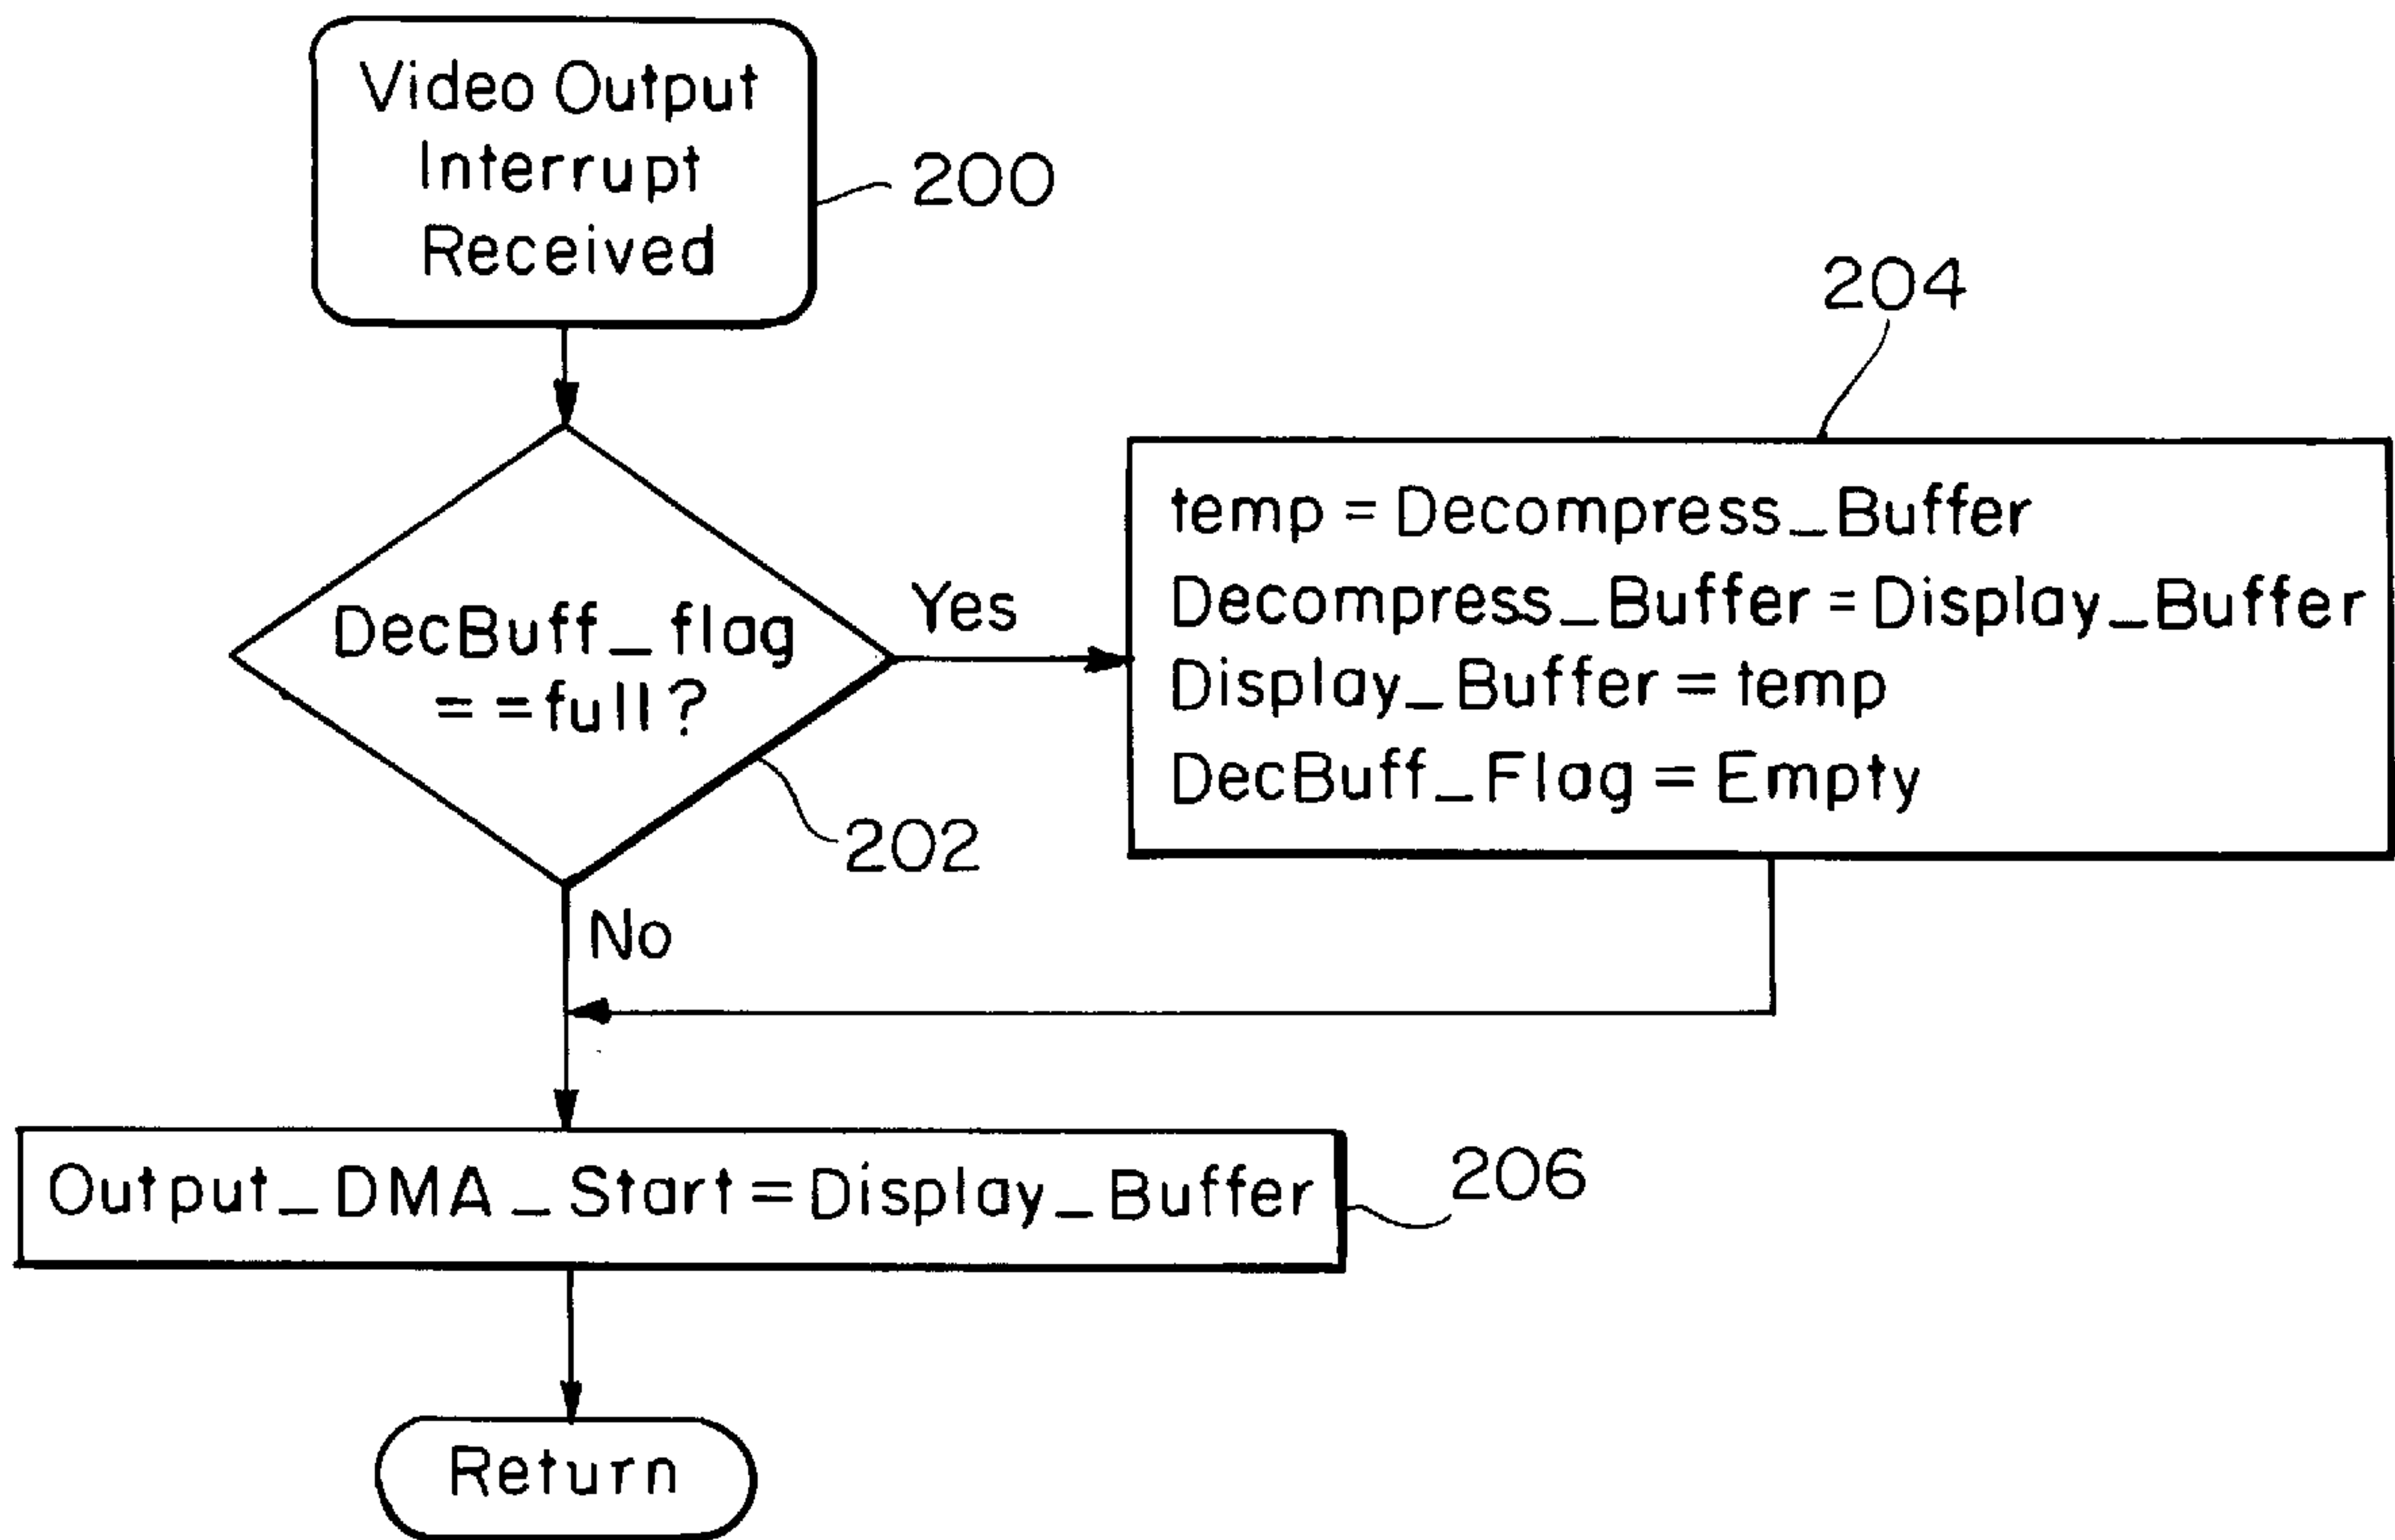 Video Output
Interrupt
Received
200
204
DecBuff_flag
==full?
Yes
temp = Decompress_Buffer
Decompress_Buffer = Display_Buffer
Display_Buffer = temp
DecBuff_Flag = Empty
202
No
Output_DMA_Start = Display_Buffer
206
Return